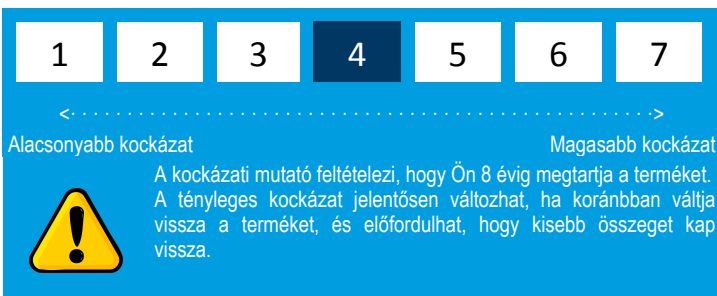 1 2 3 4 5 6 7
Alacsonyabb kockázat Magasabb kockázat
A kockázati mutató feltételezi, hogy Ön 8 évig megtartja a terméket.
A tényleges kockázat jelentősen változhat, ha koránbban váltja
vissza a terméket, és előfordulhat, hogy kisebb összeget kap
vissza.